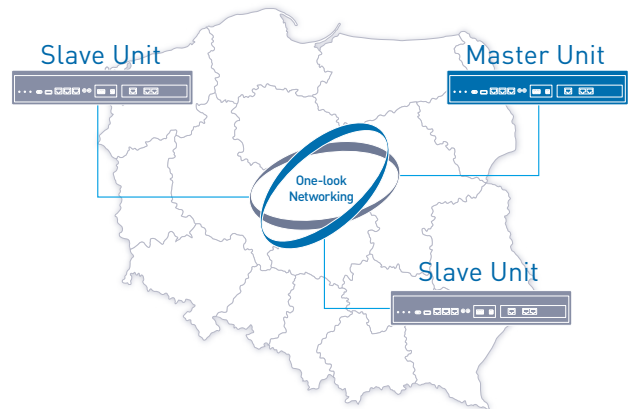 Slave Unit
Master Unit
One-look
Networking
Slave Unit